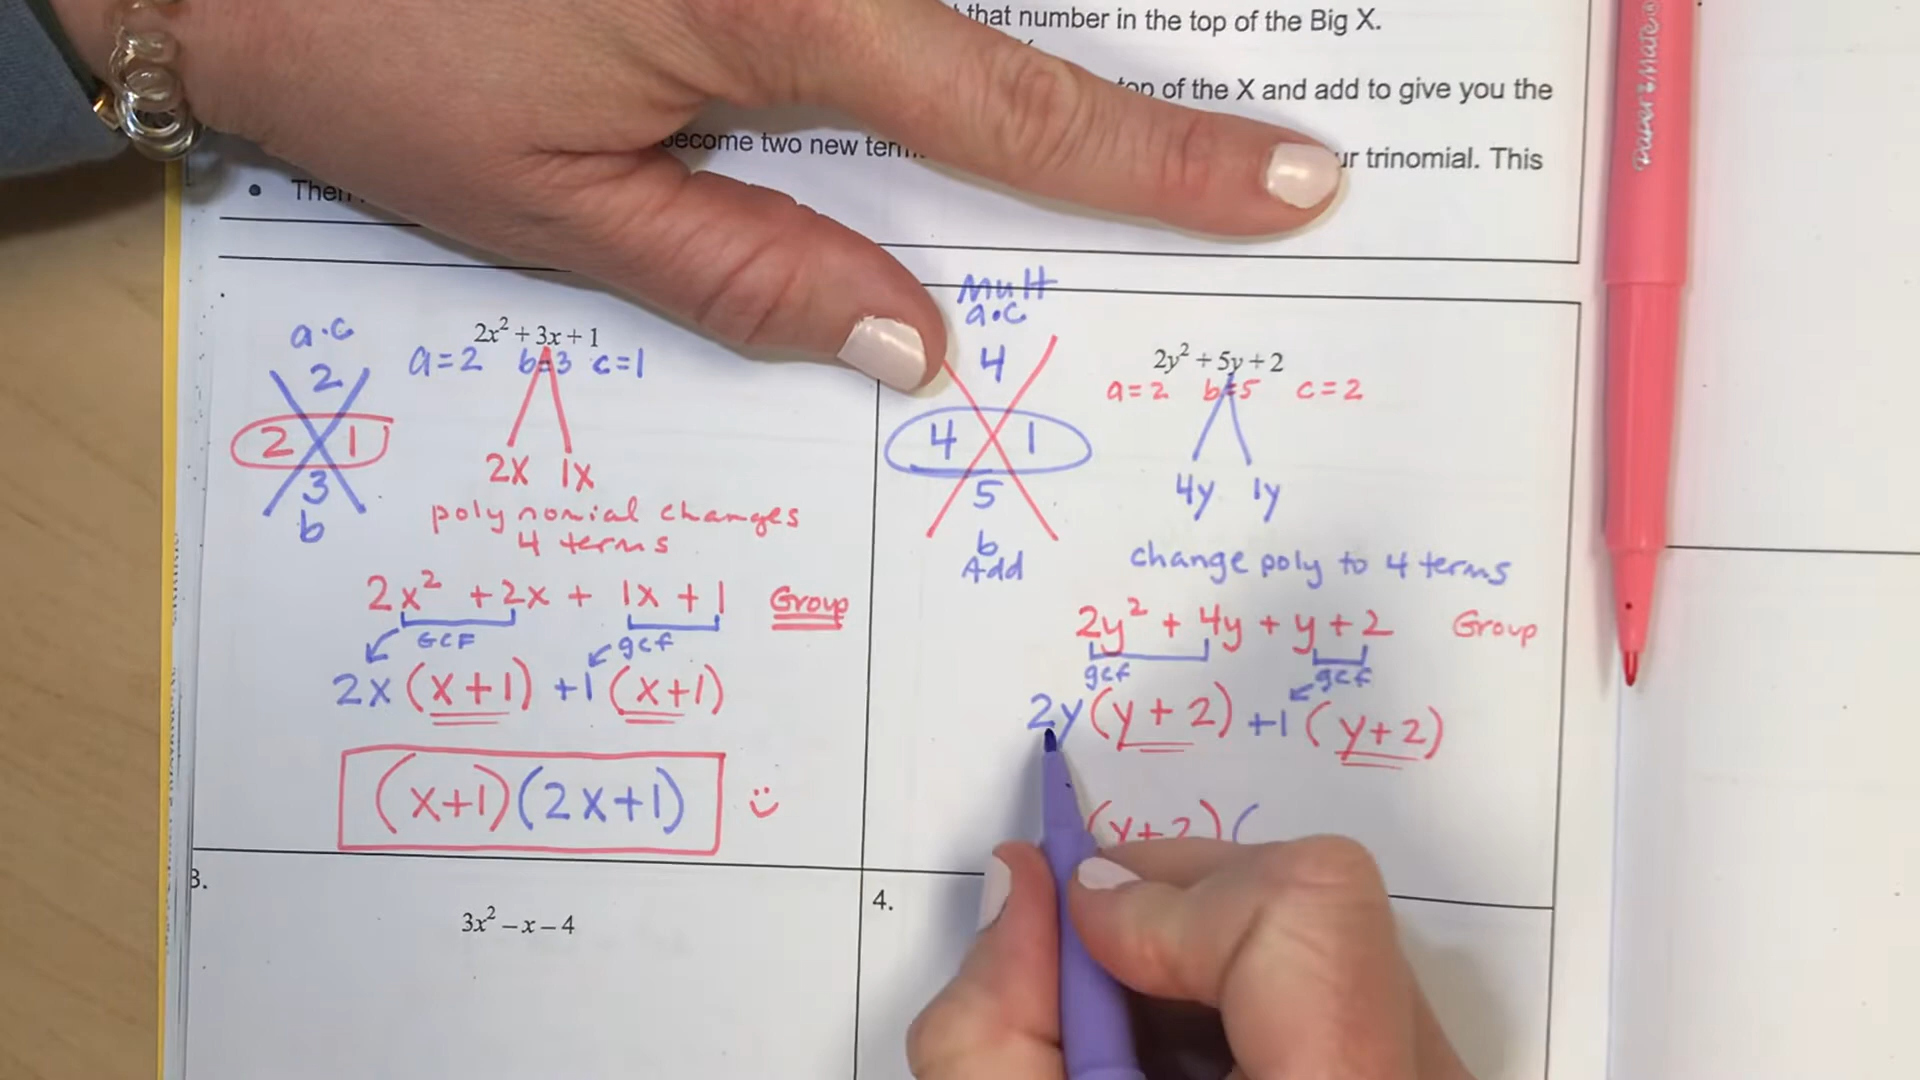 that number in the top of the Big X.
of the X and add to give you the
become two new
trinomial. This
• Then
a·c
2
2 1
3
b
2x² + 3x + 1
a=2 b=3 c=1
2x 1x
polynomial changes
4 terms
2x² + 2x + 1x + 1 Group
GCF gcf
2x (x+1) +1 (x+1)
(x+1)(2x+1)
Mult
a·c
4
4 1
5
b
Add
2y² + 5y + 2
a=2 b=5 c=2
4y 1y
change poly to 4 terms
2y² + 4y + y + 2 Group
gcf gcf
2y (y + 2) +1 (y+2)
(y+2)(
3.
3x² – x – 4
4.
Paper Mate